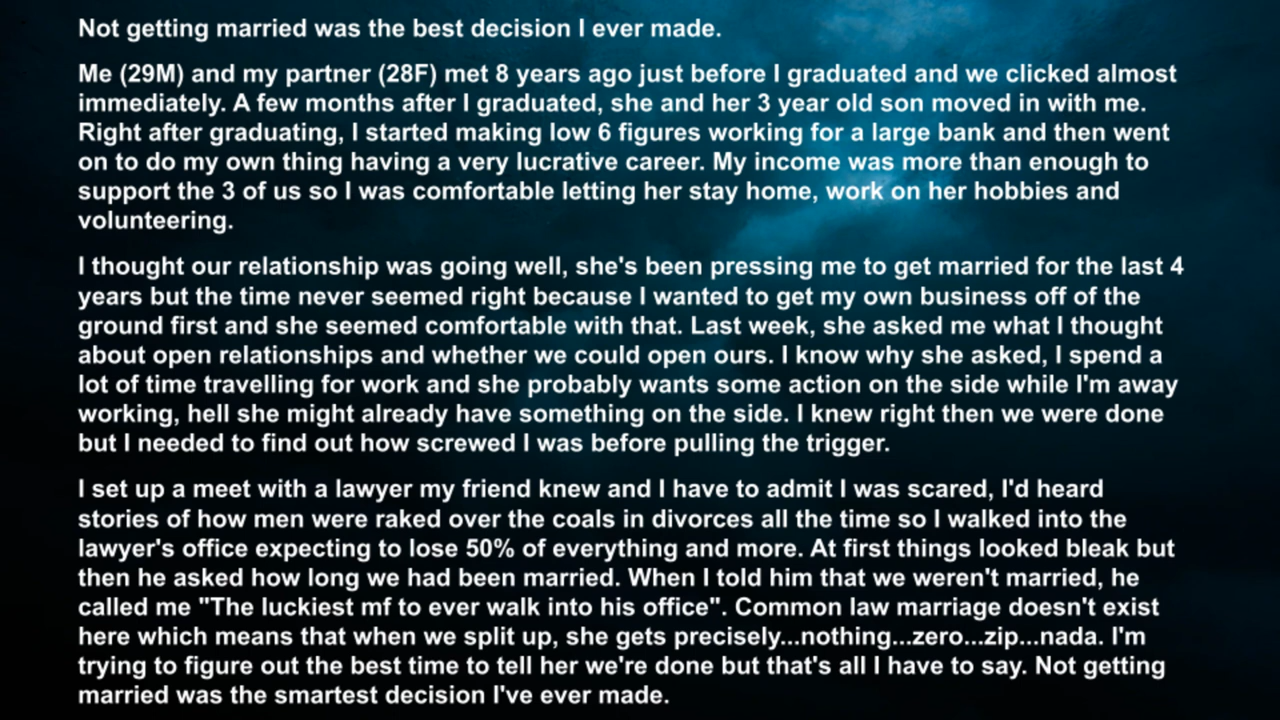 Not getting married was the best decision I ever made.
Me (29M) and my partner (28F) met 8 years ago just before I graduated and we clicked almost
immediately. A few months after I graduated, she and her 3 year old son moved in with me.
Right after graduating, I started making low 6 figures working for a large bank and then went
on to do my own thing having a very lucrative career. My income was more than enough to
support the 3 of us so I was comfortable letting her stay home, work on her hobbies and
volunteering.
I thought our relationship was going well, she's been pressing me to get married for the last 4
years but the time never seemed right because I wanted to get my own business off of the
ground first and she seemed comfortable with that. Last week, she asked me what I thought
about open relationships and whether we could open ours. I know why she asked, I spend a
lot of time travelling for work and she probably wants some action on the side while I'm away
working, hell she might already have something on the side. I knew right then we were done
but I needed to find out how screwed I was before pulling the trigger.
I set up a meet with a lawyer my friend knew and I have to admit I was scared, I'd heard
stories of how men were raked over the coals in divorces all the time so I walked into the
lawyer's office expecting to lose 50% of everything and more. At first things looked bleak but
then he asked how long we had been married. When I told him that we weren't married, he
called me "The luckiest mf to ever walk into his office". Common law marriage doesn't exist
here which means that when we split up, she gets precisely...nothing...zero...zip...nada. I'm
trying to figure out the best time to tell her we're done but that's all I have to say. Not getting
married was the smartest decision I've ever made.